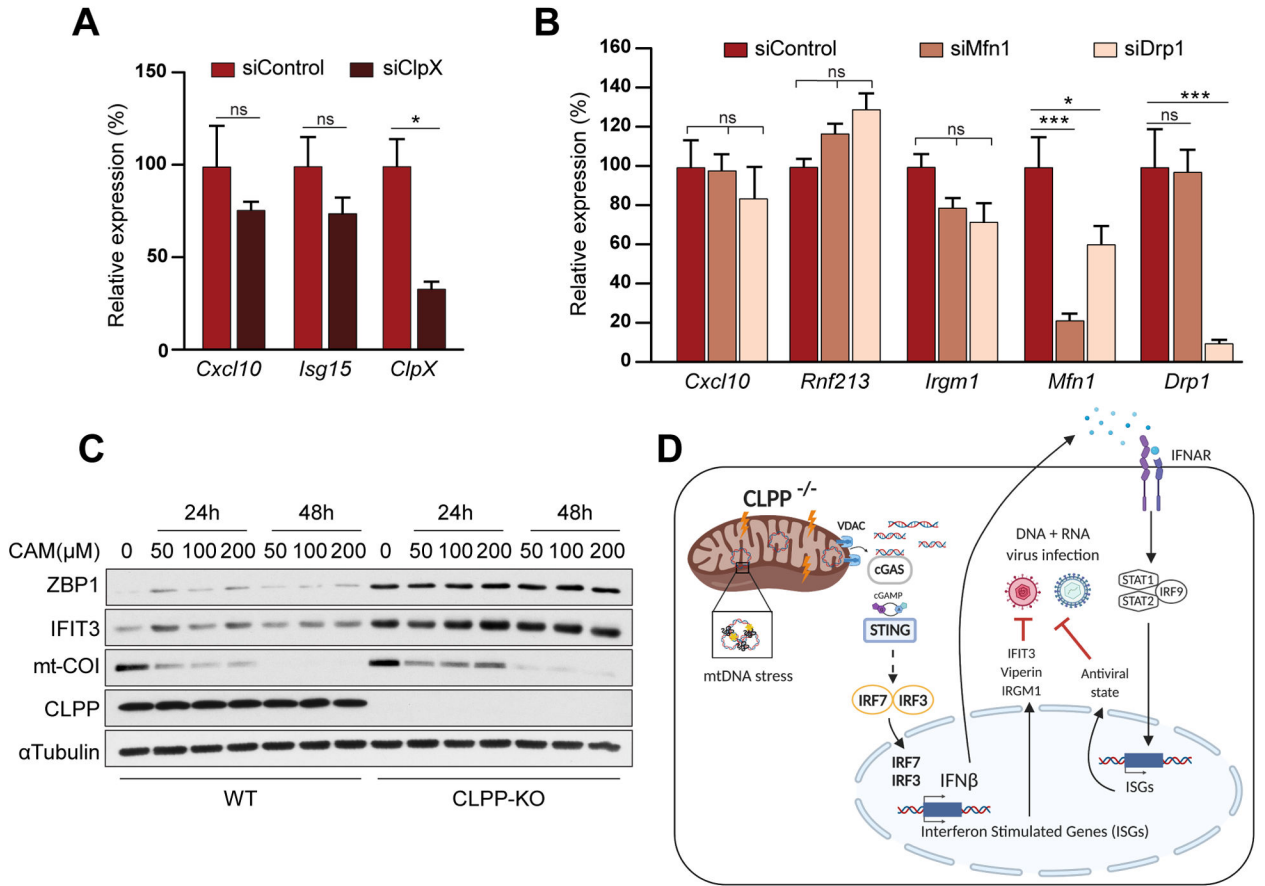 A
150
100
50
0
Relative expression (%)
siControl
siClpX
ns
ns
*
Cxcl10
Isg15
ClpX
B
160
140
120
100
80
60
40
20
0
Relative expression (%)
siControl
siMfn1
siDrp1
ns
ns
ns
***
*
ns
***
Cxcl10
Rnf213
Irgm1
Mfn1
Drp1
C
24h
48h
24h
48h
CAM(μM) 0 50 100 200 50 100 200 0 50 100 200 50 100 200
ZBP1
IFIT3
mt-COI
CLPP
αTubulin
WT
CLPP-KO
D
IFNAR
CLPP -/-
VDAC
cGAS
cGAMP
STING
mtDNA stress
IRF7
IRF3
IRF7
IRF3
IFNβ
Interferon Stimulated Genes (ISGs)
DNA + RNA
virus infection
IFIT3
Viperin
IRGM1
Antiviral
state
STAT1
STAT2
IRF9
ISGs